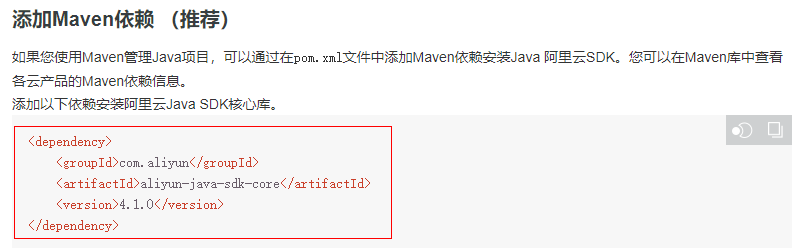 添加Maven依赖 （推荐）
如果您使用Maven管理Java项目，可以通过在pom.xml文件中添加Maven依赖安装Java 阿里云SDK。您可以在Maven库中查看
各云产品的Maven依赖信息。
添加以下依赖安装阿里云Java SDK核心库。
<dependency>
    <groupId>com.aliyun</groupId>
    <artifactId>aliyun-java-sdk-core</artifactId>
    <version>4.1.0</version>
</dependency>